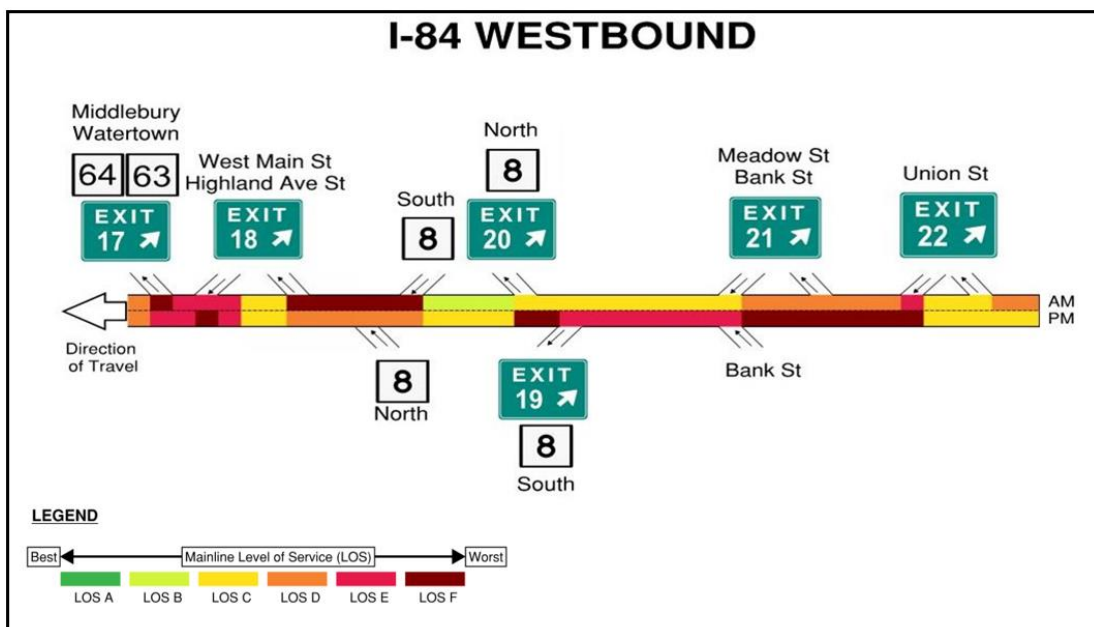 I-84 WESTBOUND
Middlebury
Watertown
64 63
EXIT
17
West Main St
Highland Ave St
EXIT
18
South
8
North
8
EXIT
20
Meadow St
Bank St
EXIT
21
Union St
EXIT
22
AM
PM
Direction
of Travel
8
North
EXIT
19
8
South
Bank St
LEGEND
Best
Mainline Level of Service (LOS)
Worst
LOS A
LOS B
LOS C
LOS D
LOS E
LOS F